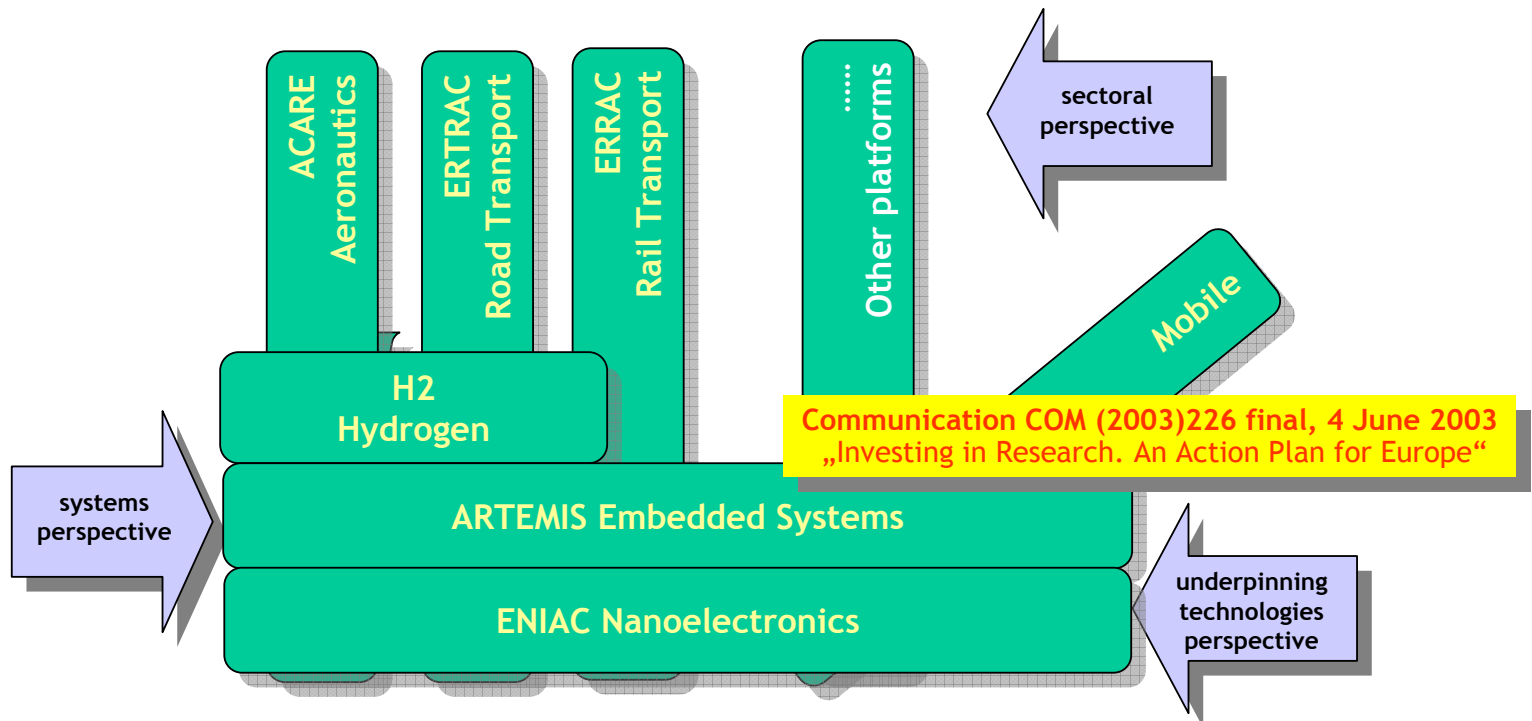 ACARE
Aeronautics
ERTRAC
Road Transport
ERRAC
Rail Transport
......
Other platforms
sectoral
perspective
Mobile
H2
Hydrogen
Communication COM (2003)226 final, 4 June 2003
„Investing in Research. An Action Plan for Europe“
systems
perspective
ARTEMIS Embedded Systems
underpinning
technologies
perspective
ENIAC Nanoelectronics